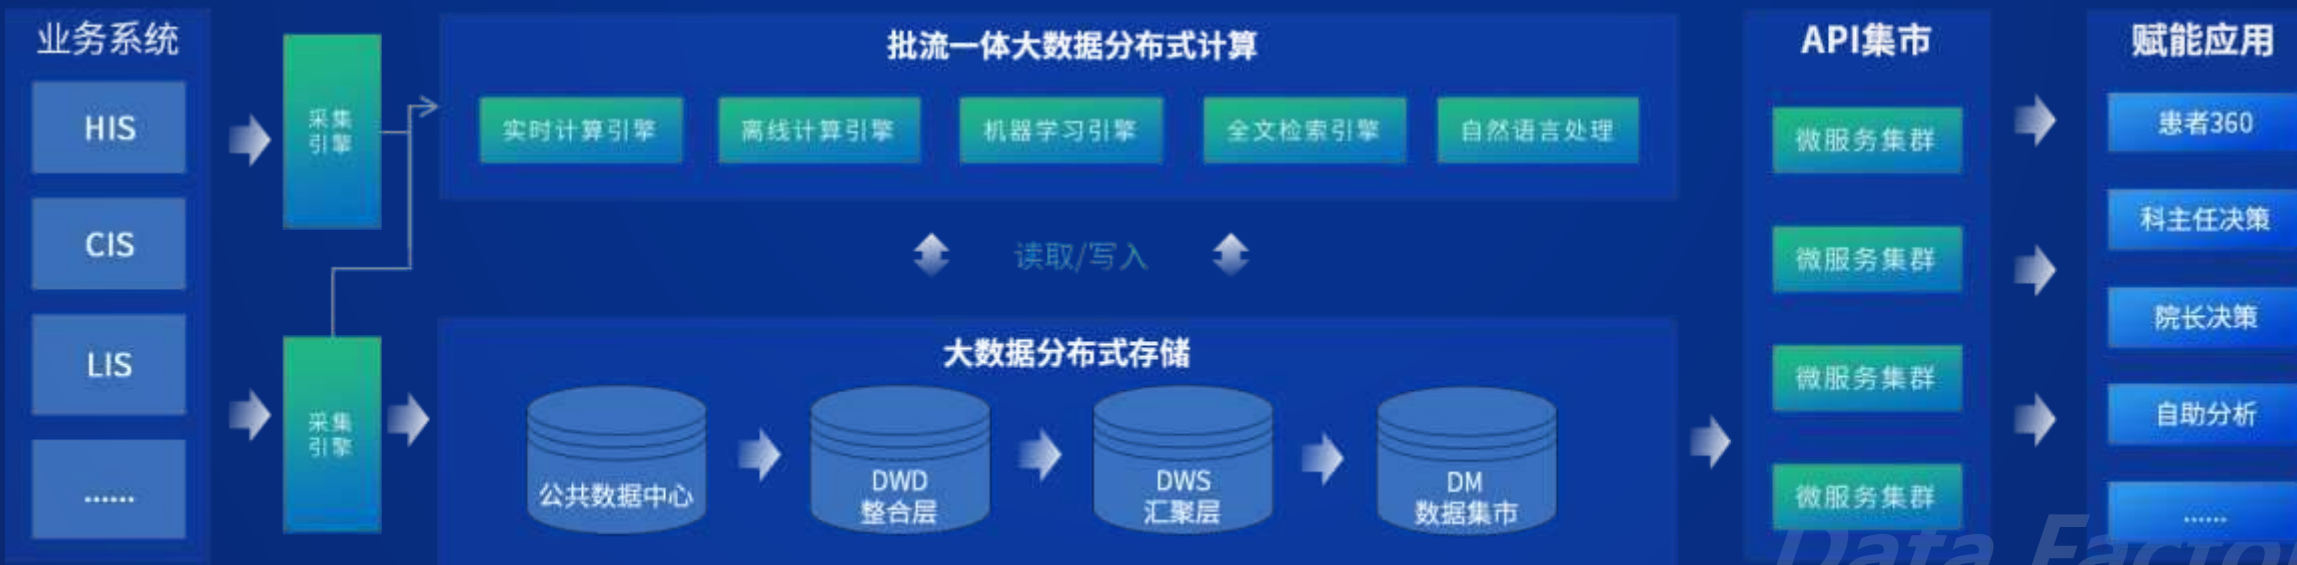 业务系统
HIS
CIS
LIS
......
采集
引擎
采集
引擎
批流一体大数据分布式计算
实时计算引擎
离线计算引擎
机器学习引擎
全文检索引擎
自然语言处理
读取/写入
大数据分布式存储
公共数据中心
DWD
整合层
DWS
汇聚层
DM
数据集市
API集市
微服务集群
微服务集群
微服务集群
微服务集群
赋能应用
患者360
科主任决策
院长决策
自助分析
......
Data Facto